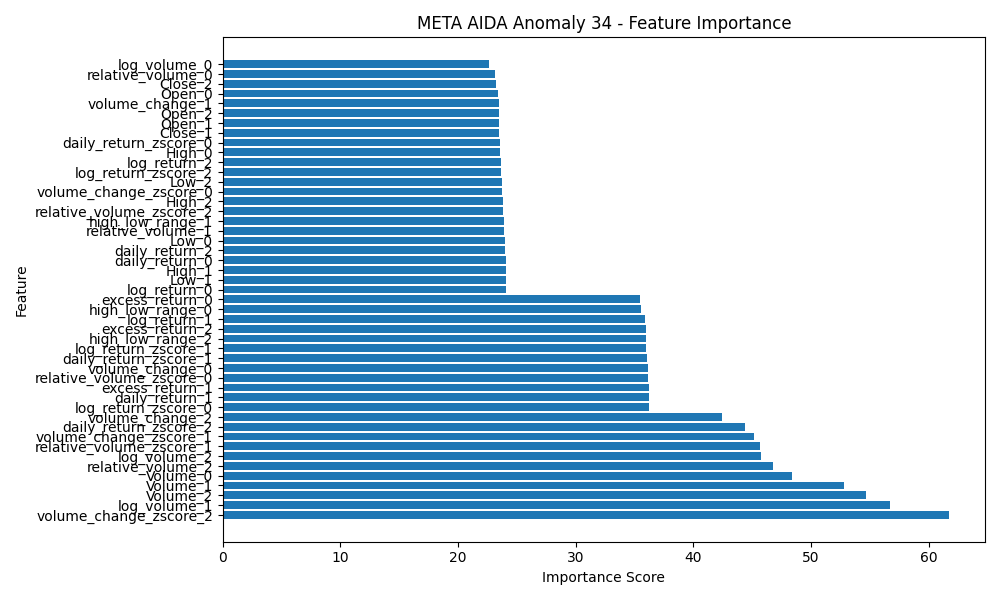 META AIDA Anomaly 34 - Feature Importance
log_volume_0
relative_volume_0
Close_2
Open_0
volume_change_1
Open_2
Open_1
Close_1
daily_return_zscore_0
High_0
log_return_2
log_return_zscore_2
Low_2
volume_change_zscore_0
High_2
relative_volume_zscore_2
high_low_range_1
relative_volume_1
Low_0
daily_return_2
daily_return_0
High_1
Low_1
log_return_0
excess_return_0
high_low_range_0
log_return_1
excess_return_2
high_low_range_2
log_return_zscore_1
daily_return_zscore_1
volume_change_0
relative_volume_zscore_0
excess_return_1
daily_return_1
log_return_zscore_0
volume_change_2
daily_return_zscore_2
volume_change_zscore_1
relative_volume_zscore_1
log_volume_2
relative_volume_2
Volume_0
Volume_1
Volume_2
log_volume_1
volume_change_zscore_2
Feature
0 10 20 30 40 50 60
Importance Score